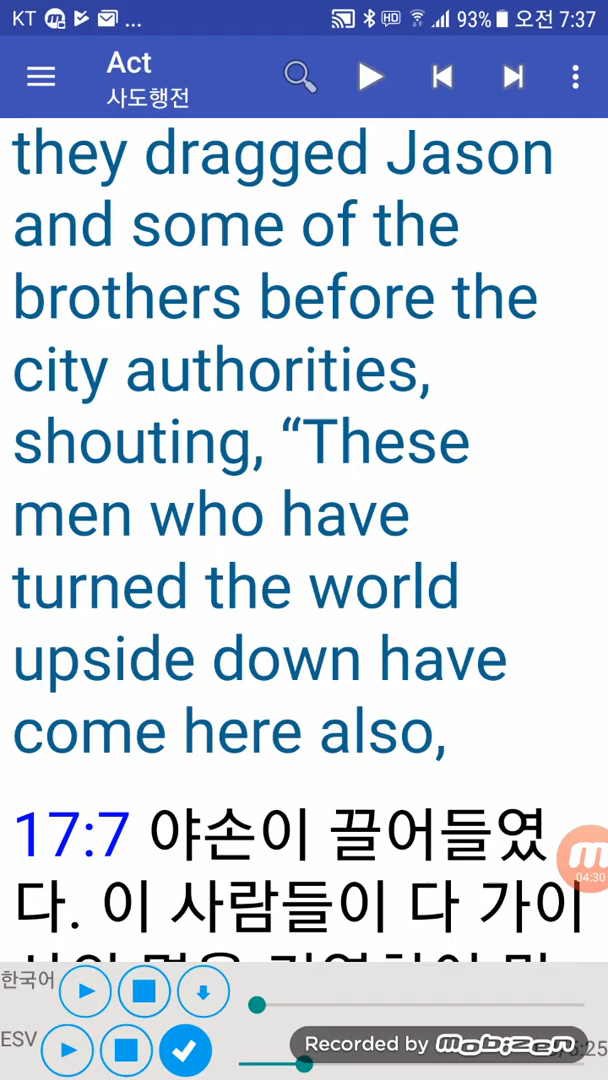 KT ... HD 93% 오전 7:37
Act
사도행전
they dragged Jason
and some of the
brothers before the
city authorities,
shouting, “These
men who have
turned the world
upside down have
come here also,
17:7 야손이 끌어들였
다. 이 사람들이 다 가이
04:30
한국어
ESV
Recorded by mobizen
:25